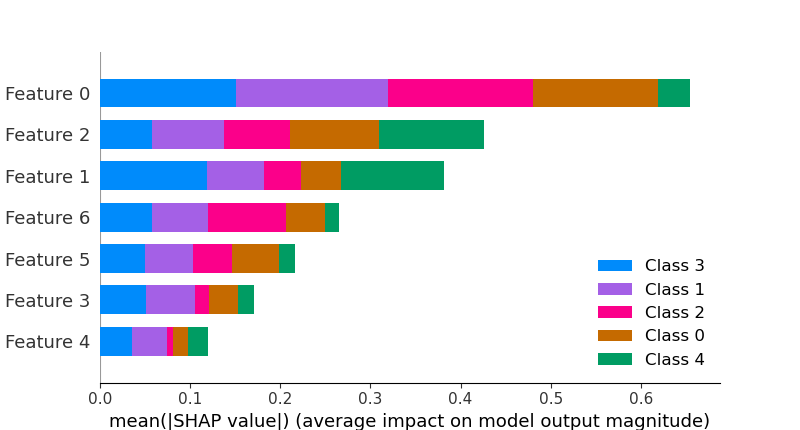 Feature 0
Feature 2
Feature 1
Feature 6
Feature 5
Feature 3
Feature 4
Class 3
Class 1
Class 2
Class 0
Class 4
0.0 0.1 0.2 0.3 0.4 0.5 0.6
mean(|SHAP value|) (average impact on model output magnitude)